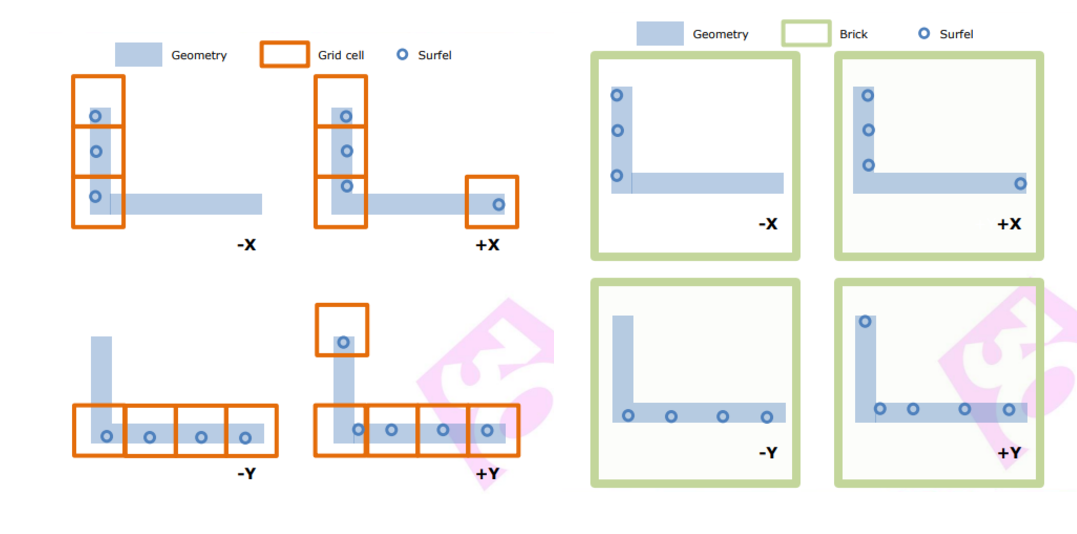 Geometry Grid cell Surfel
Geometry Brick Surfel
-X +X
-X +X
-Y +Y
-Y +Y